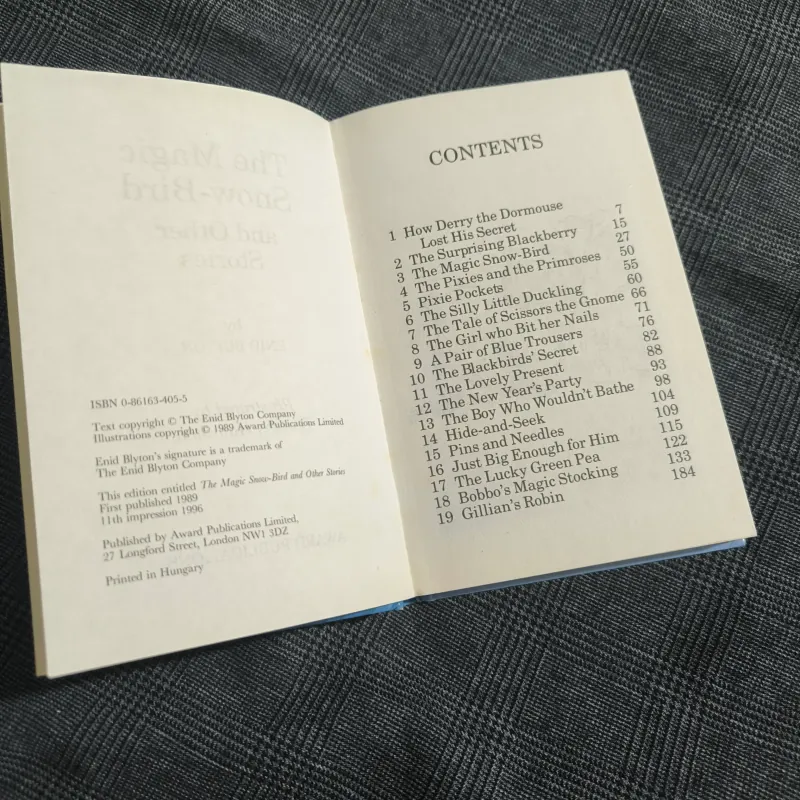 ISBN 0-86163-405-5
Text copyright © The Enid Blyton Company
Illustrations copyright © 1989 Award Publications Limited
Enid Blyton's signature is a trademark of
The Enid Blyton Company
This edition entitled The Magic Snow-Bird and Other Stories
First published 1989
11th impression 1996
Published by Award Publications Limited,
27 Longford Street, London NW1 3DZ
Printed in Hungary
CONTENTS
1 How Derry the Dormouse
Lost His Secret 7
2 The Surprising Blackberry 15
3 The Magic Snow-Bird 27
4 The Pixies and the Primroses 50
5 Pixie Pockets 55
6 The Silly Little Duckling 60
7 The Tale of Scissors the Gnome 66
8 The Girl who Bit her Nails 71
9 A Pair of Blue Trousers 76
10 The Blackbirds' Secret 82
11 The Lovely Present 88
12 The New Year's Party 93
13 The Boy Who Wouldn't Bathe 98
14 Hide-and-Seek 104
15 Pins and Needles 109
16 Just Big Enough for Him 115
17 The Lucky Green Pea 122
18 Bobbo's Magic Stocking 133
19 Gillian's Robin 184